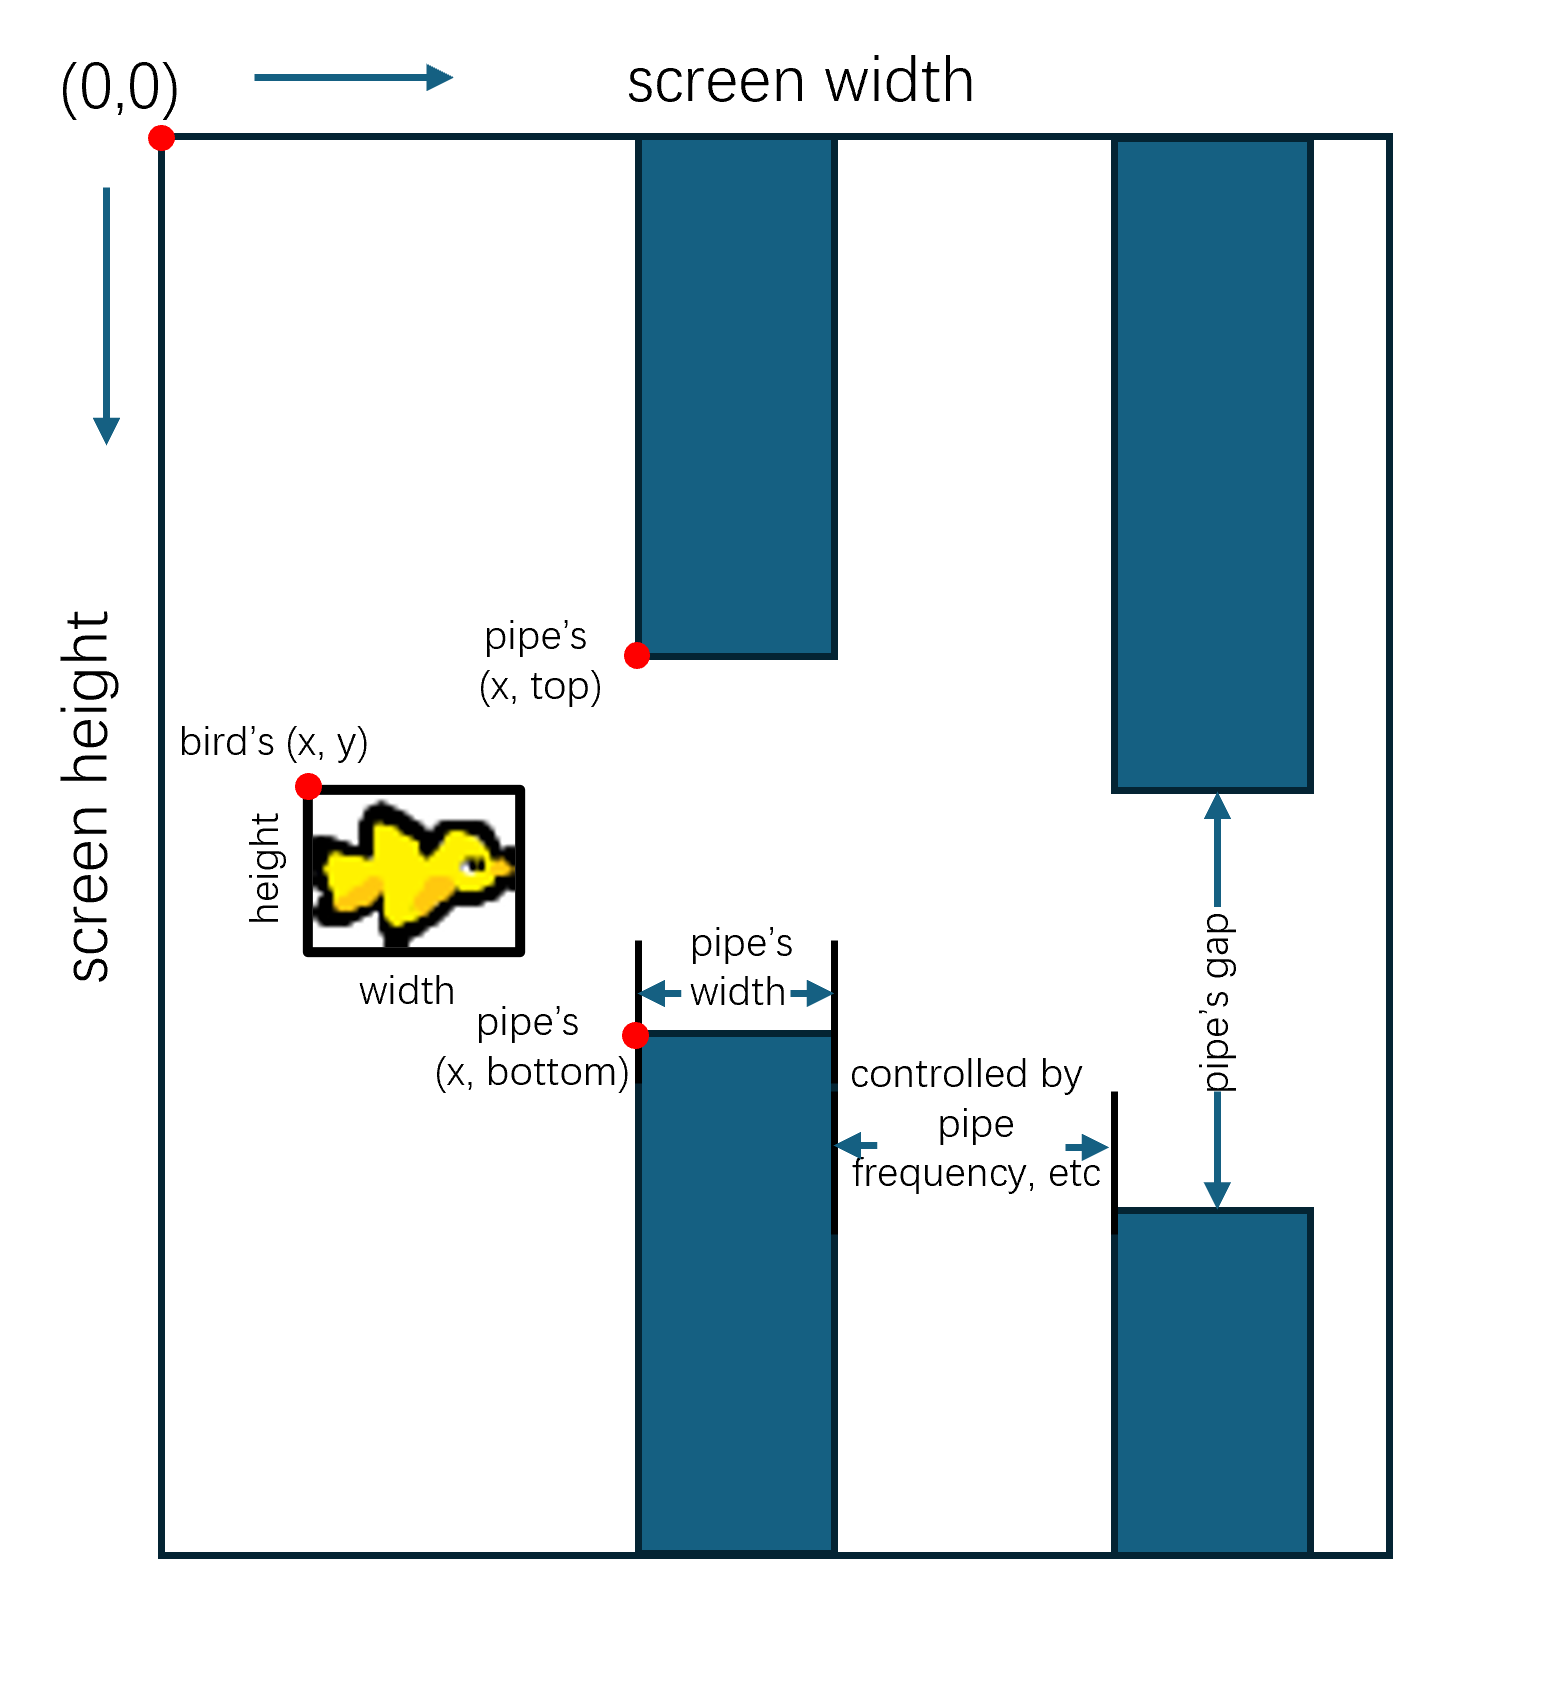 (0,0)
screen width
screen height
pipe’s
(x, top)
bird’s (x, y)
height
width
pipe’s
width
pipe’s
(x, bottom)
controlled by
pipe
frequency, etc
pipe’s gap